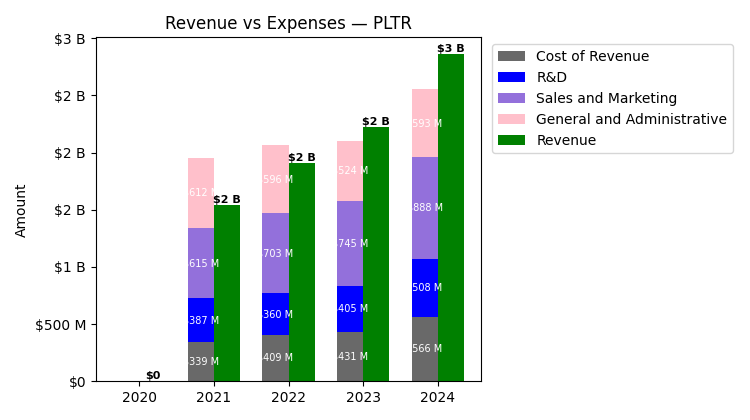 Revenue vs Expenses — PLTR
$3 B
$2 B
$2 B
$2 B
$1 B
$500 M
$0
Amount
$0
612 M
615 M
387 M
339 M
$2 B
596 M
703 M
360 M
409 M
$2 B
524 M
745 M
405 M
431 M
$2 B
593 M
888 M
508 M
566 M
$3 B
2020 2021 2022 2023 2024
Cost of Revenue
R&D
Sales and Marketing
General and Administrative
Revenue